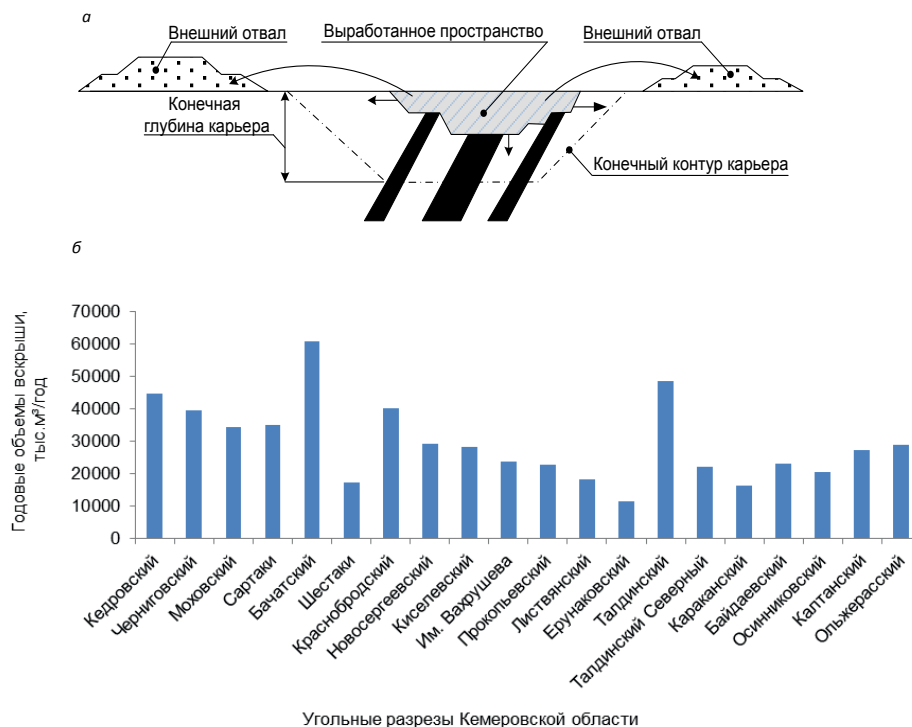 а
Внешний отвал
Выработанное пространство
Внешний отвал
Конечная
глубина карьера
Конечный контур карьера
б
Годовые объемы вскрыши,
тыс.м³/год
70000
60000
50000
40000
30000
20000
10000
0
Кедровский
Черниговский
Моховский
Сартаки
Бачатский
Шестаки
Краснобродский
Новосергеевский
Киселевский
Им. Вахрушева
Прокопьевский
Листвянский
Ерунаковский
Талдинский
Талдинский Северный
Караканский
Байдаевский
Осинниковский
Калтанский
Ольжерасский
Угольные разрезы Кемеровской области